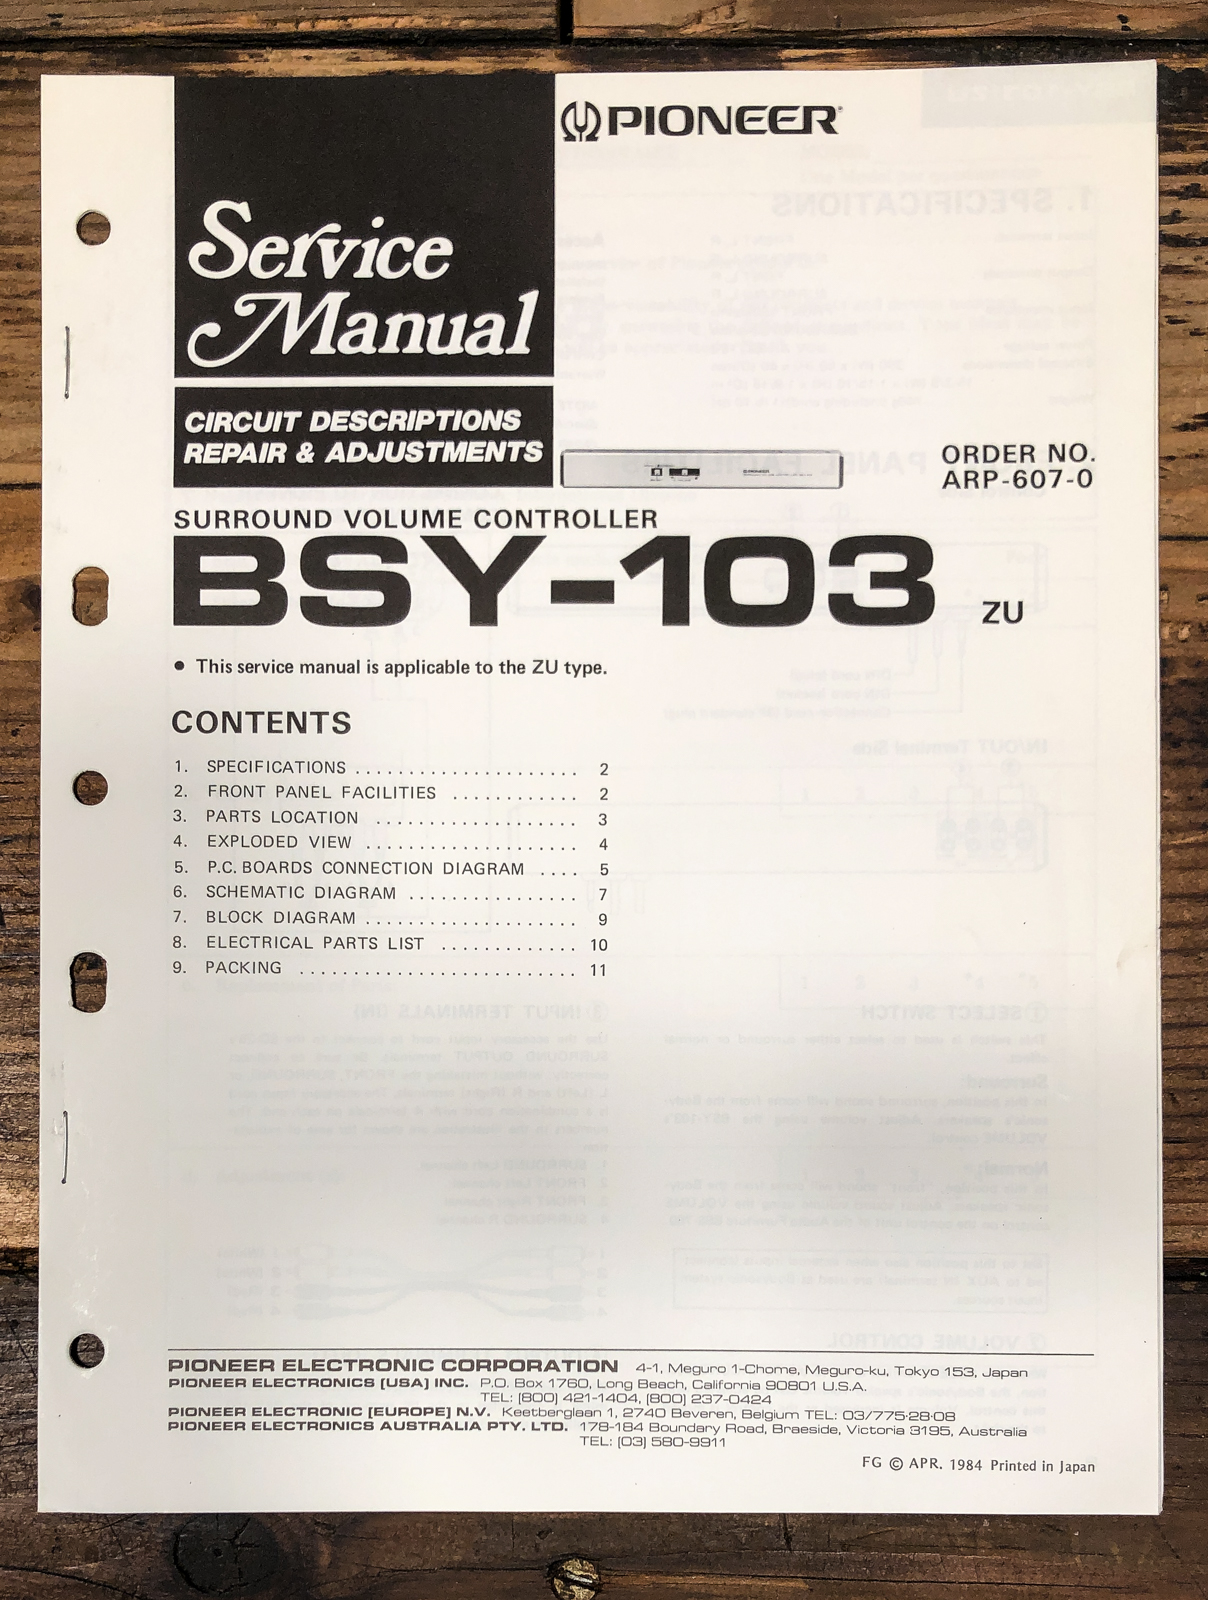 PIONEER
Service
Manual
CIRCUIT DESCRIPTIONS
REPAIR & ADJUSTMENTS
PIONEER
ORDER NO.
ARP-607-0
SURROUND VOLUME CONTROLLER
BSY-103 ZU
• This service manual is applicable to the ZU type.
CONTENTS
1. SPECIFICATIONS . . . . . . . . . . . . . . . . . . . . . 2
2. FRONT PANEL FACILITIES . . . . . . . . . . . . 2
3. PARTS LOCATION . . . . . . . . . . . . . . . . . . . 3
4. EXPLODED VIEW . . . . . . . . . . . . . . . . . . . . 4
5. P.C. BOARDS CONNECTION DIAGRAM . . . . 5
6. SCHEMATIC DIAGRAM . . . . . . . . . . . . . . . . 7
7. BLOCK DIAGRAM . . . . . . . . . . . . . . . . . . . . 9
8. ELECTRICAL PARTS LIST . . . . . . . . . . . . . 10
9. PACKING . . . . . . . . . . . . . . . . . . . . . . . . . . 11
PIONEER ELECTRONIC CORPORATION 4-1, Meguro 1-Chome, Meguro-ku, Tokyo 153, Japan
PIONEER ELECTRONICS [USA] INC. P.O. Box 1760, Long Beach, California 90801 U.S.A.
TEL: [800] 421-1404, [800] 237-0424
PIONEER ELECTRONIC [EUROPE] N.V. Keetberglaan 1, 2740 Beveren, Belgium TEL: 03/775·28·08
PIONEER ELECTRONICS AUSTRALIA PTY. LTD. 178-184 Boundary Road, Braeside, Victoria 3195, Australia
TEL: [03] 580-9911
FG © APR. 1984 Printed in Japan